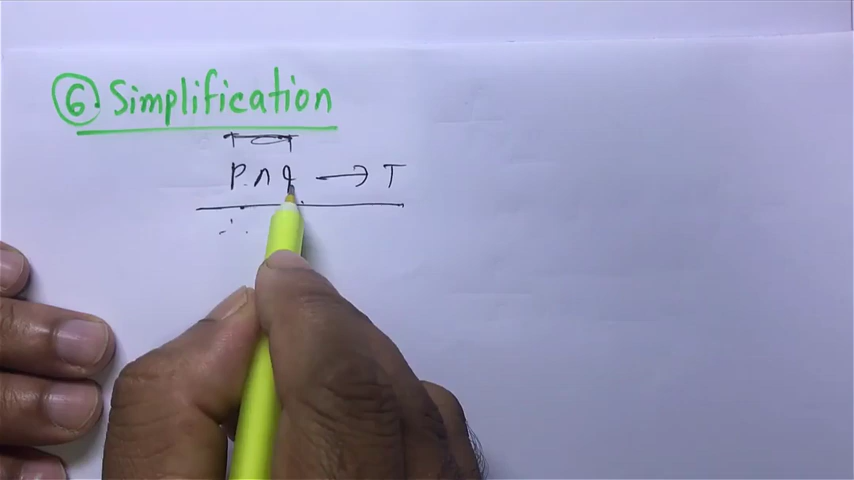 6. Simplification
P ∧ q → T
∴